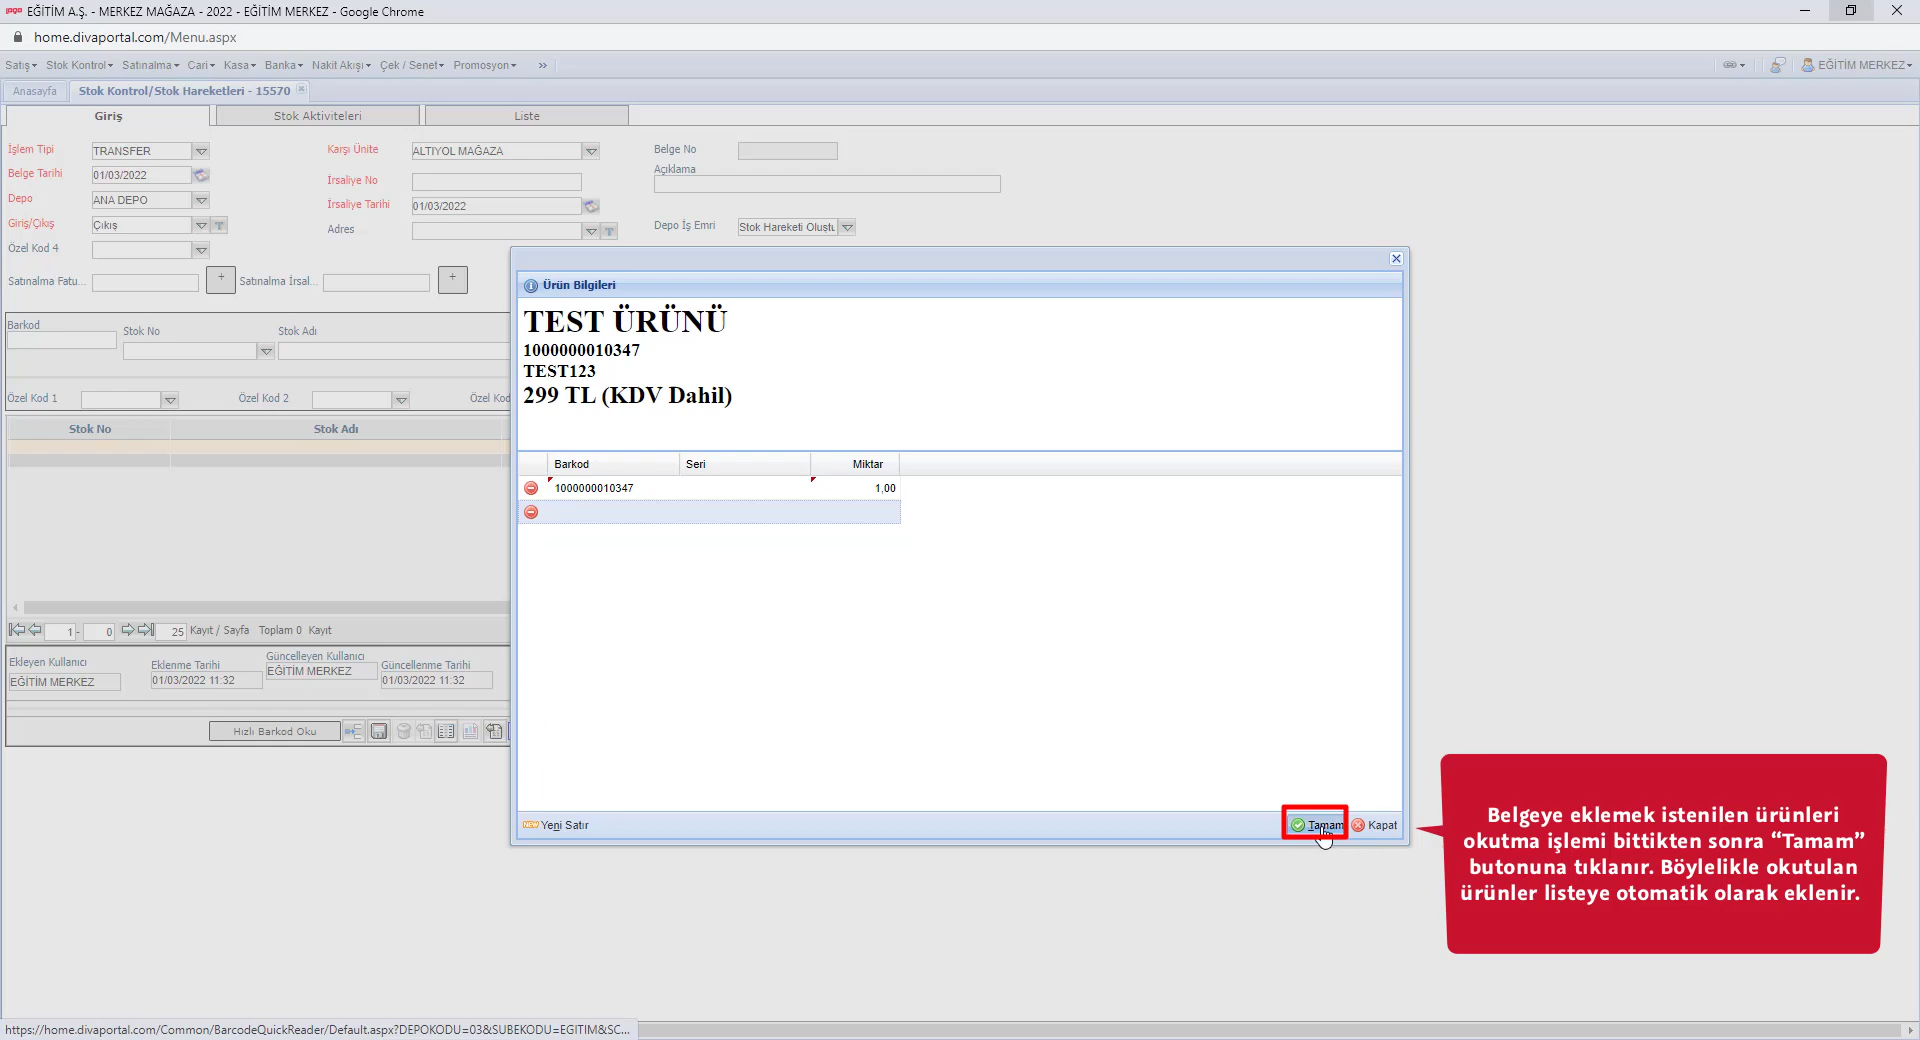 EĞİTİM A.Ş. - MERKEZ MAĞAZA - 2022 - EĞİTİM MERKEZ - Google Chrome
home.divaportal.com/Menu.aspx
Satış Stok Kontrol Satınalma Cari Kasa Banka Nakit Akışı Çek / Senet Promosyon » EĞİTİM MERKEZ
Anasayfa Stok Kontrol/Stok Hareketleri - 15570
Giriş Stok Aktiviteleri Liste
İşlem Tipi TRANSFER Karşı Ünite ALTIYOL MAĞAZA Belge No
Açıklama
Belge Tarihi 01/03/2022 İrsaliye No
Depo ANA DEPO İrsaliye Tarihi 01/03/2022
Giriş/Çıkış Çıkış Adres Depo İş Emri Stok Hareketi Oluştu
Özel Kod 4
Satınalma Fatu... + Satınalma İrsal... +
Ürün Bilgileri
TEST ÜRÜNÜ
1000000010347
TEST123
299 TL (KDV Dahil)
Barkod Stok No Stok Adı
Özel Kod 1 Özel Kod 2 Özel Kod
Stok No Stok Adı
Barkod Seri Miktar
1000000010347 1,00
1 - 0 25 Kayıt / Sayfa Toplam 0 Kayıt
Ekleyen Kullanıcı Eklenme Tarihi Güncelleyen Kullanıcı Güncellenme Tarihi
EĞİTİM MERKEZ 01/03/2022 11:32 EĞİTİM MERKEZ 01/03/2022 11:32
Hızlı Barkod Oku
NEW Yeni Satır Tamam Kapat
Belgeye eklemek istenilen ürünleri
okutma işlemi bittikten sonra “Tamam”
butonuna tıklanır. Böylelikle okutulan
ürünler listeye otomatik olarak eklenir.
https://home.divaportal.com/Common/BarcodeQuickReader/Default.aspx?DEPOKODU=03&SUBEKODU=EGITIM&SC...